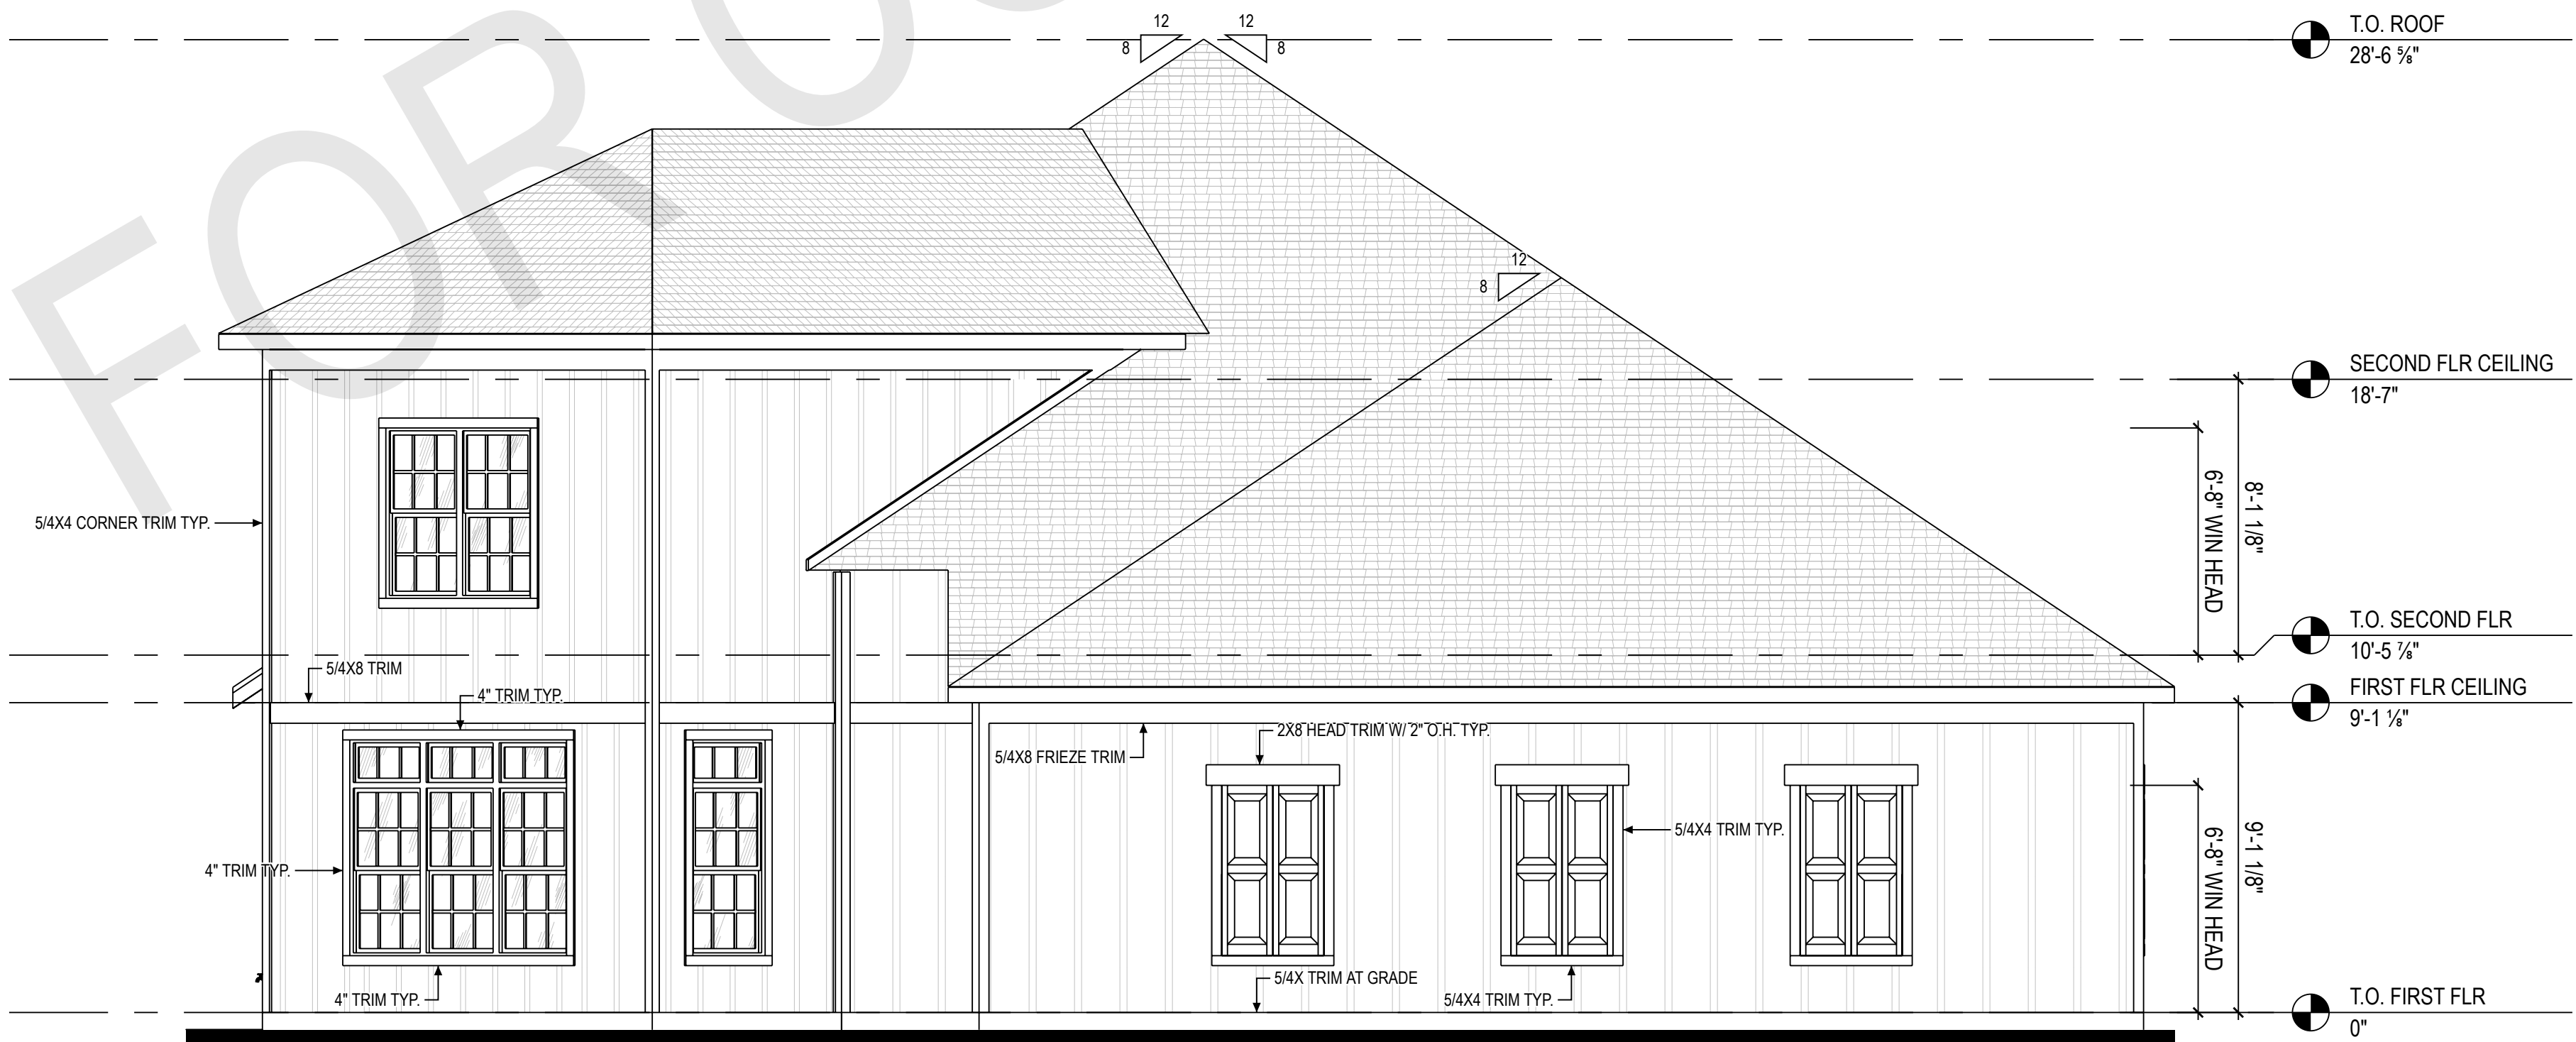 FOR
12
12
8
8
T.O. ROOF
28'-6 ⅝"
12
8
SECOND FLR CEILING
18'-7"
6'-8" WIN HEAD
8'-1 1/8"
5/4X4 CORNER TRIM TYP.
T.O. SECOND FLR
10'-5 ⅞"
5/4X8 TRIM
4" TRIM TYP.
FIRST FLR CEILING
9'-1 ⅛"
2X8 HEAD TRIM W/ 2" O.H. TYP.
5/4X8 FRIEZE TRIM
5/4X4 TRIM TYP.
4" TRIM TYP.
6'-8" WIN HEAD
9'-1 1/8"
5/4X TRIM AT GRADE
4" TRIM TYP.
5/4X4 TRIM TYP.
T.O. FIRST FLR
0"